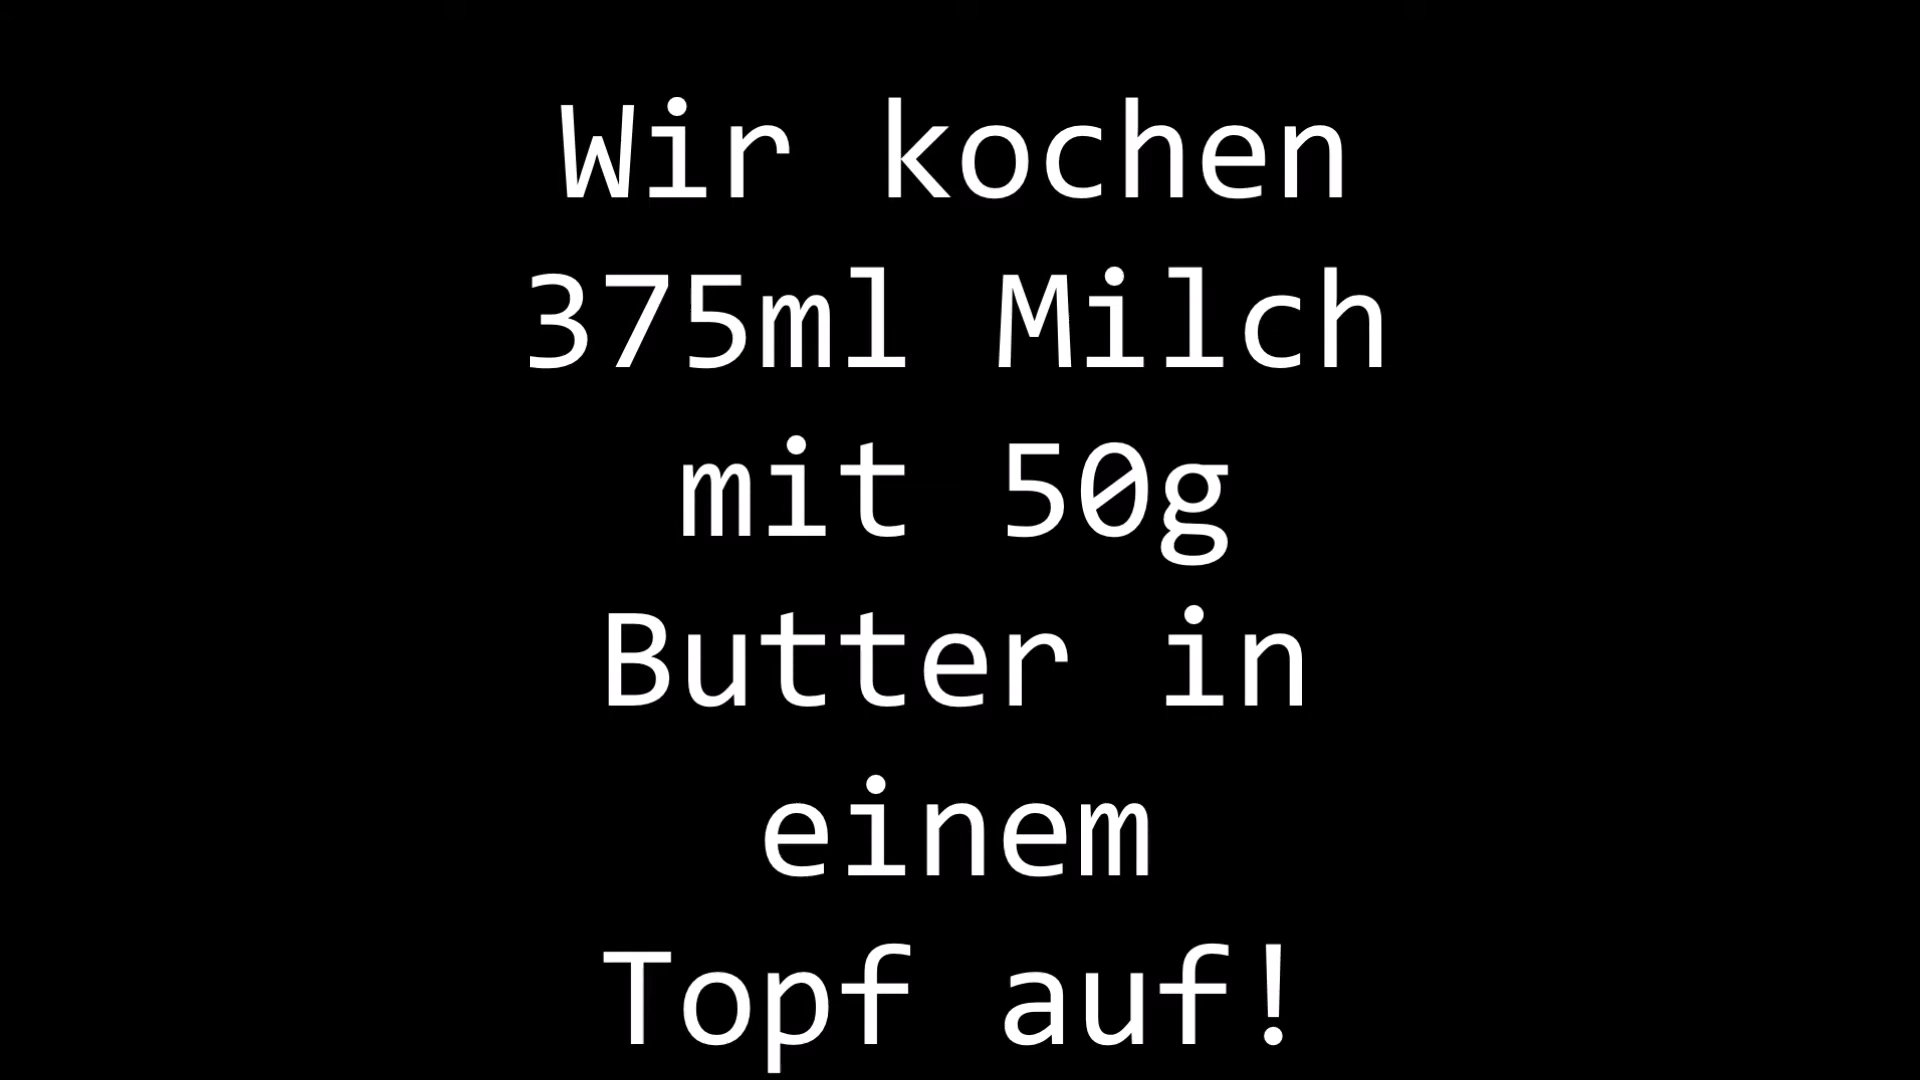 Wir kochen
375ml Milch
mit 50g
Butter in
einem
Topf auf!